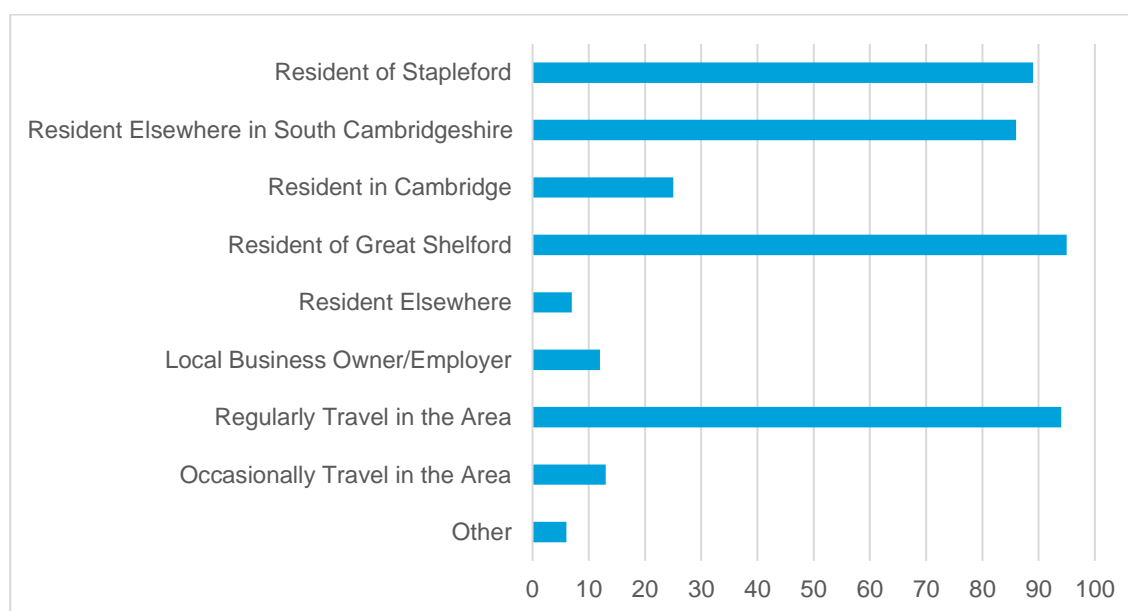 Resident of Stapleford
Resident Elsewhere in South Cambridgeshire
Resident in Cambridge
Resident of Great Shelford
Resident Elsewhere
Local Business Owner/Employer
Regularly Travel in the Area
Occasionally Travel in the Area
Other
0 10 20 30 40 50 60 70 80 90 100